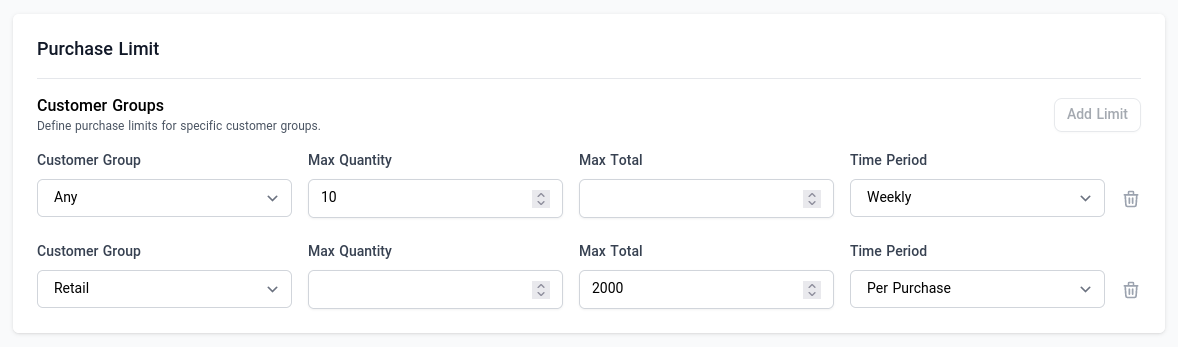 Purchase Limit
Customer Groups
Define purchase limits for specific customer groups.
Add Limit
Customer Group Max Quantity Max Total Time Period
Any 10 Weekly
Customer Group Max Quantity Max Total Time Period
Retail 2000 Per Purchase